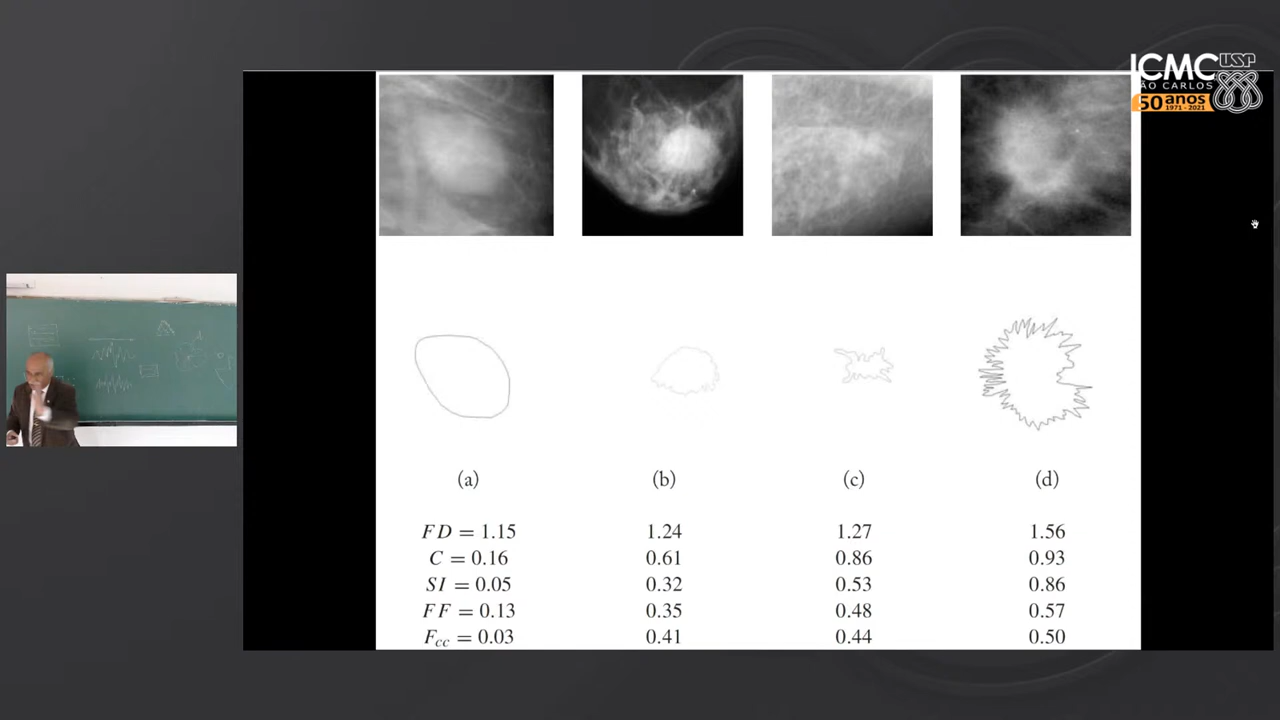 ICMC USP
ÃO CARLOS
50 anos
1971 - 2021
(a) (b) (c) (d)
FD = 1.15 1.24 1.27 1.56
C = 0.16 0.61 0.86 0.93
SI = 0.05 0.32 0.53 0.86
FF = 0.13 0.35 0.48 0.57
Fcc = 0.03 0.41 0.44 0.50